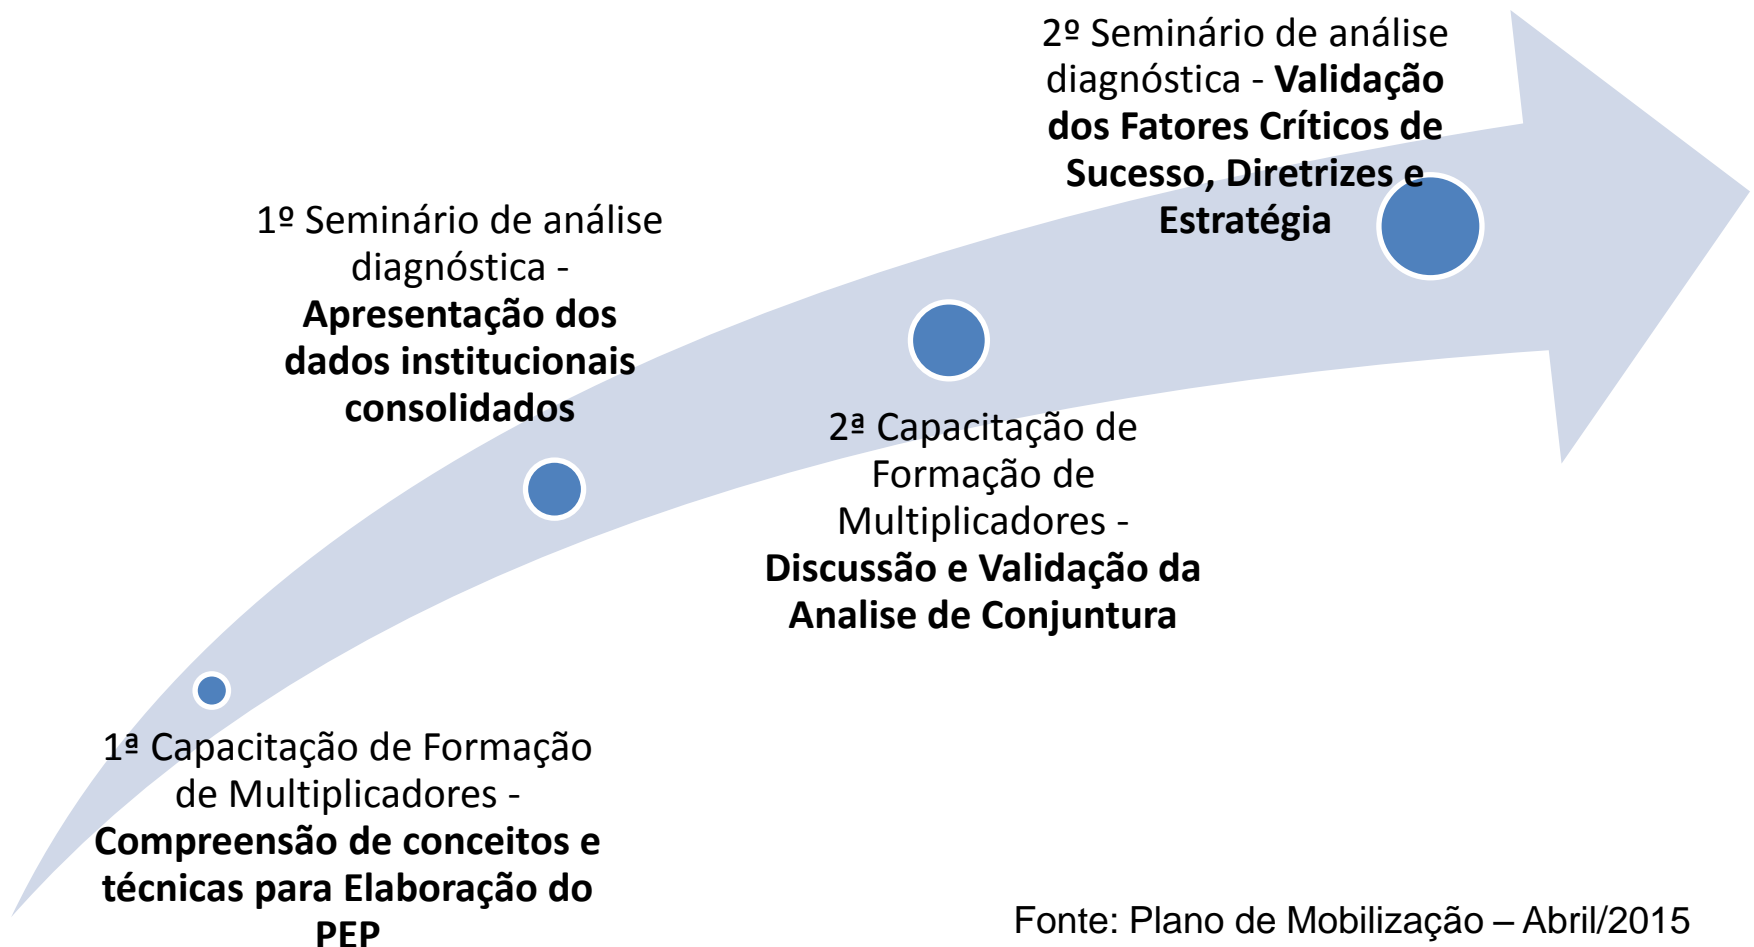 1ª Capacitação de Formação
de Multiplicadores -
Compreensão de conceitos e
técnicas para Elaboração do
PEP
1º Seminário de análise
diagnóstica -
Apresentação dos
dados institucionais
consolidados
2ª Capacitação de
Formação de
Multiplicadores -
Discussão e Validação da
Analise de Conjuntura
2º Seminário de análise
diagnóstica - Validação
dos Fatores Críticos de
Sucesso, Diretrizes e
Estratégia
Fonte: Plano de Mobilização – Abril/2015